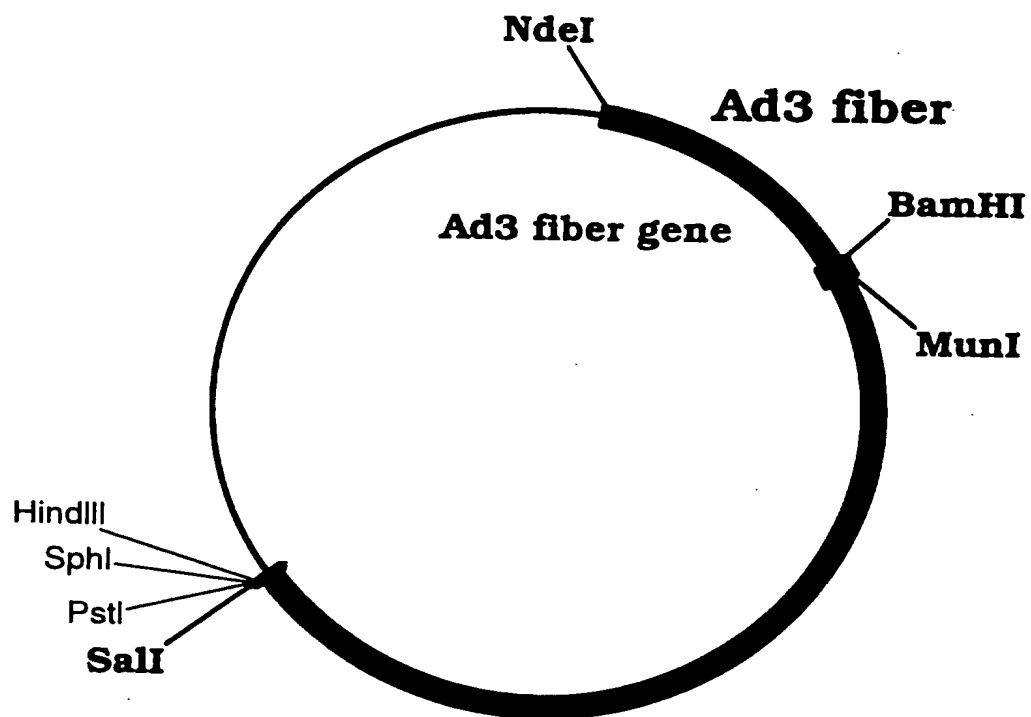 NdeI
Ad3 fiber
BamHI
Ad3 fiber gene
MunI
HindIII
SphI
PstI
SalI